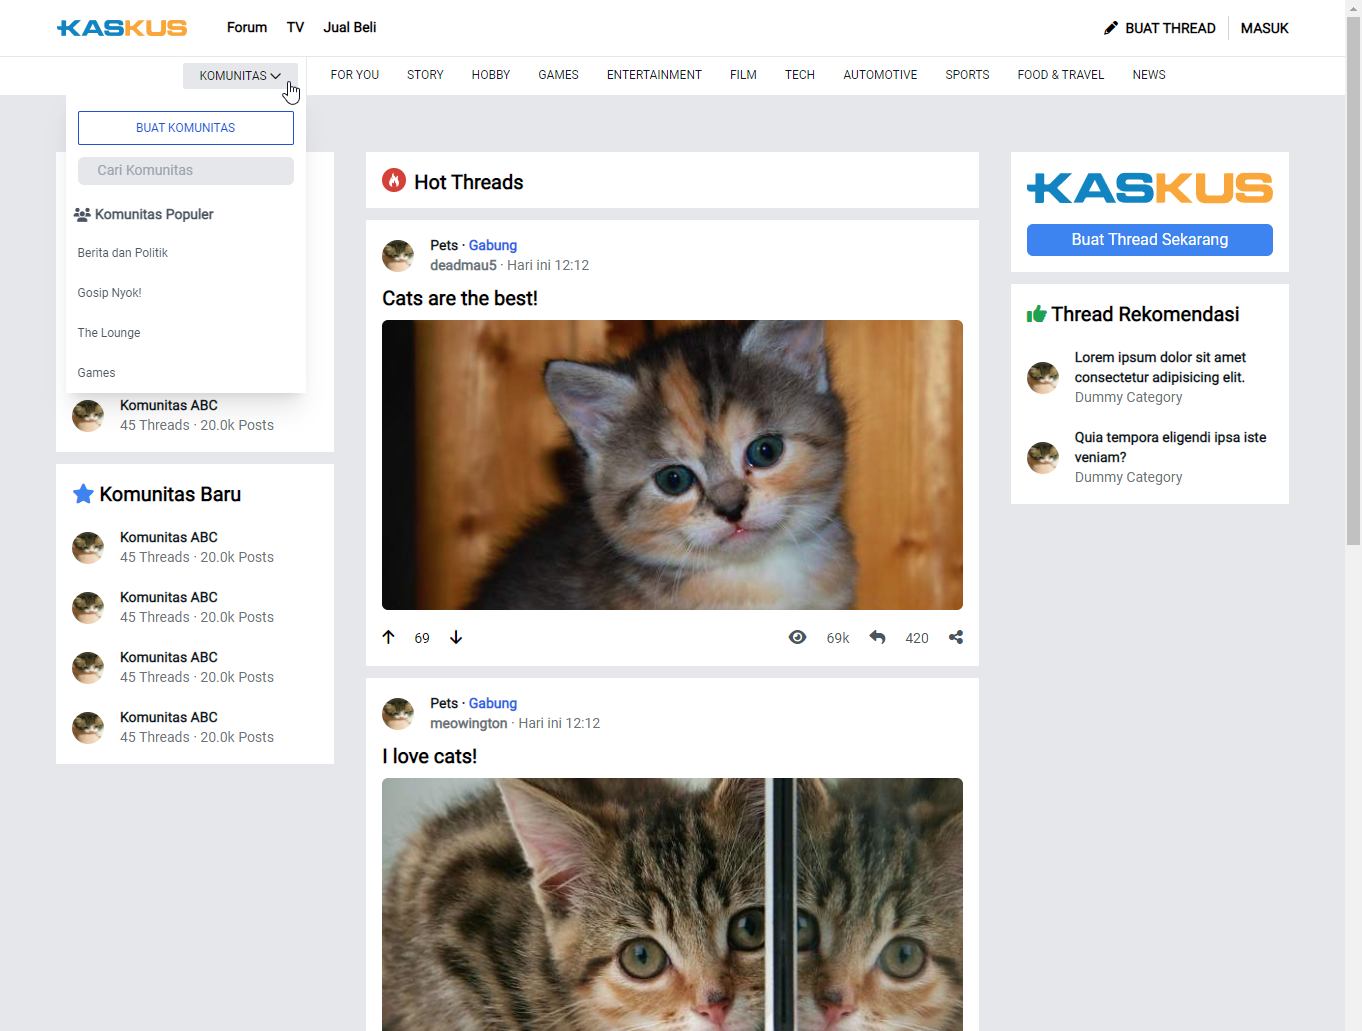 KASKUS
Forum TV Jual Beli
BUAT THREAD MASUK
KOMUNITAS FOR YOU STORY HOBBY GAMES ENTERTAINMENT FILM TECH AUTOMOTIVE SPORTS FOOD & TRAVEL NEWS
BUAT KOMUNITAS
Cari Komunitas
Komunitas Populer
Berita dan Politik
Gosip Nyok!
The Lounge
Games
Komunitas ABC
45 Threads · 20.0k Posts
Komunitas Baru
Komunitas ABC
45 Threads · 20.0k Posts
Komunitas ABC
45 Threads · 20.0k Posts
Komunitas ABC
45 Threads · 20.0k Posts
Komunitas ABC
45 Threads · 20.0k Posts
Hot Threads
Pets · Gabung
deadmau5 · Hari ini 12:12
Cats are the best!
69 69k 420
Pets · Gabung
meowington · Hari ini 12:12
I love cats!
KASKUS
Buat Thread Sekarang
Thread Rekomendasi
Lorem ipsum dolor sit amet
consectetur adipisicing elit.
Dummy Category
Quia tempora eligendi ipsa iste
veniam?
Dummy Category